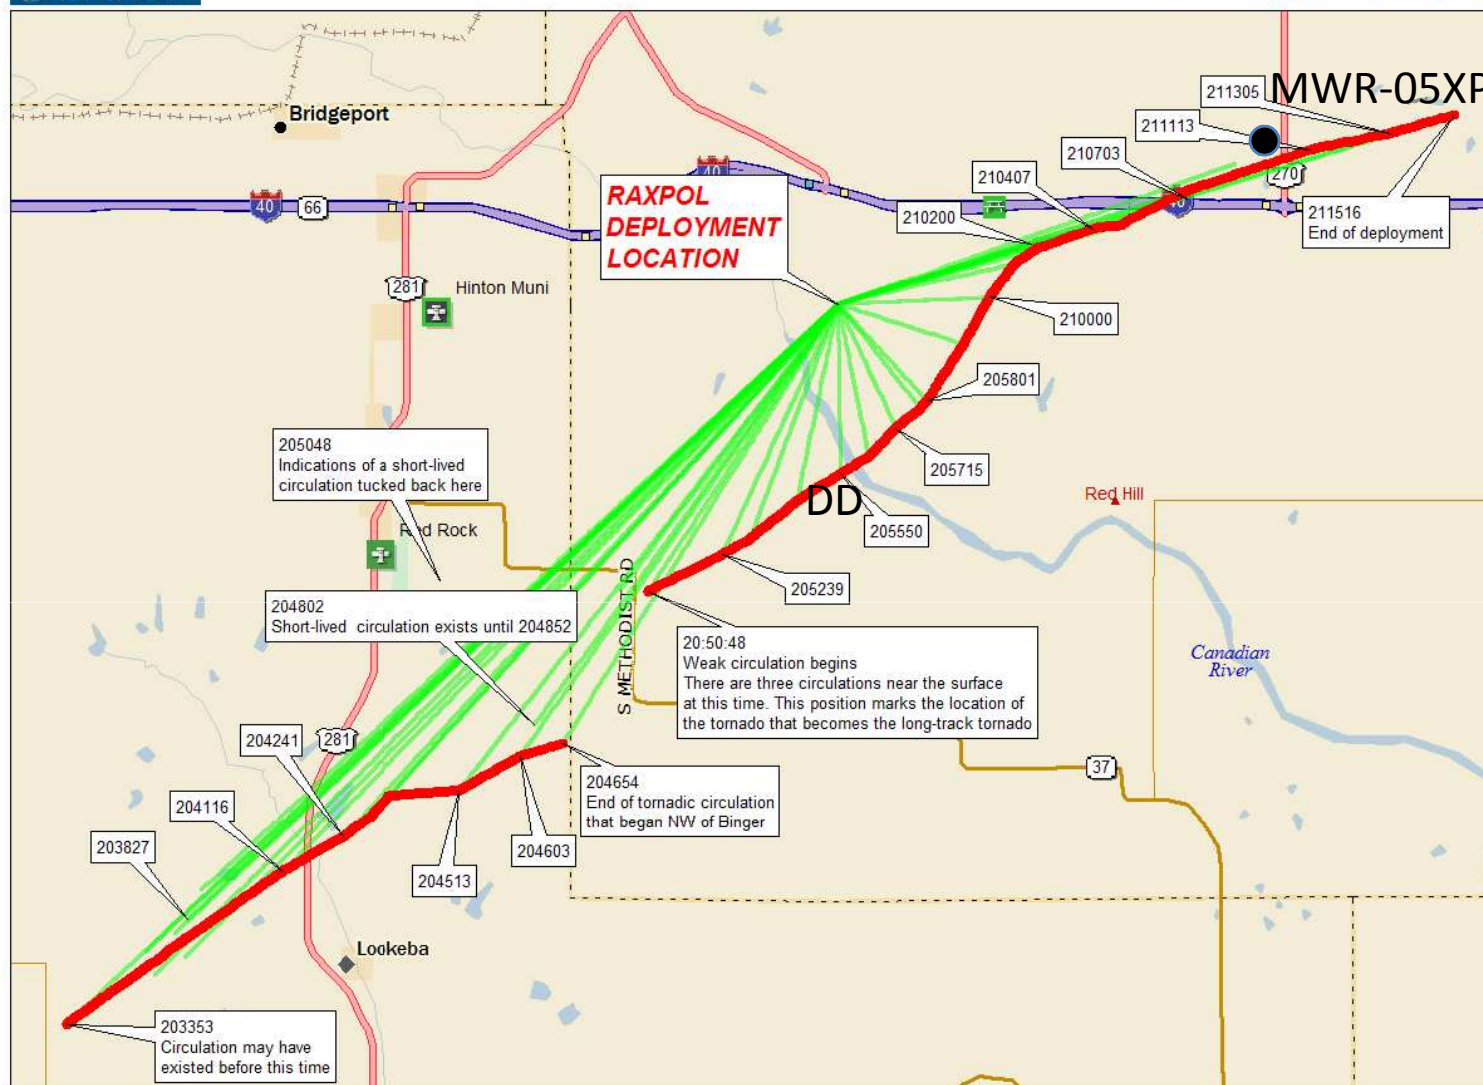 MWR-05XP
211305
211113
Bridgeport
210703
40
270
RAXPOL
DEPLOYMENT
LOCATION
210407
40
66
40
210200
211516
End of deployment
281
Hinton Muni
210000
205801
205048
Indications of a short-lived
circulation tucked back here
205715
DD
Red Hill
Red Rock
205550
S METHODIST RD
205239
204802
Short-lived circulation exists until 204852
20:50:48
Weak circulation begins
There are three circulations near the surface
at this time. This position marks the location of
the tornado that becomes the long-track tornado
Canadian
River
204241
281
37
204654
End of tornadic circulation
that began NW of Binger
204116
203827
204603
204513
Lookeba
203353
Circulation may have
existed before this time